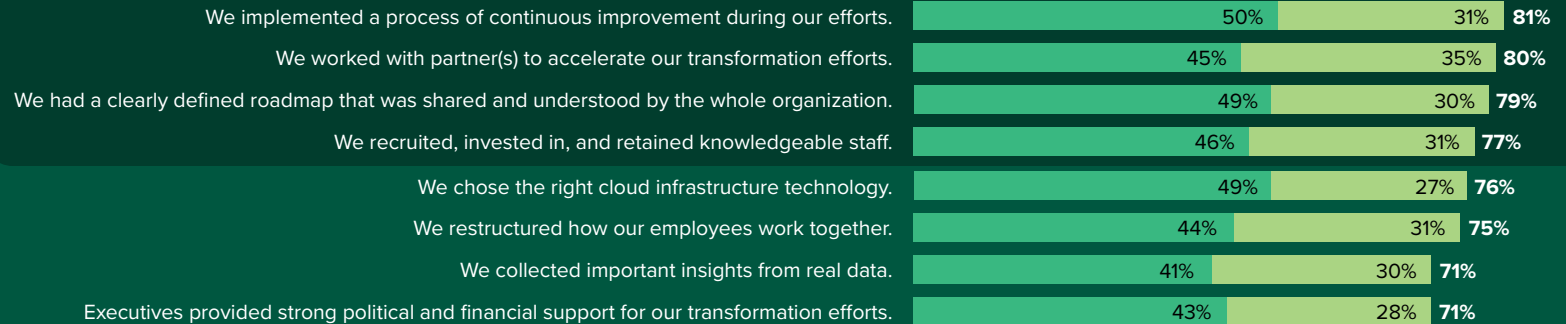 We implemented a process of continuous improvement during our efforts. 50% 31% 81%
We worked with partner(s) to accelerate our transformation efforts. 45% 35% 80%
We had a clearly defined roadmap that was shared and understood by the whole organization. 49% 30% 79%
We recruited, invested in, and retained knowledgeable staff. 46% 31% 77%
We chose the right cloud infrastructure technology. 49% 27% 76%
We restructured how our employees work together. 44% 31% 75%
We collected important insights from real data. 41% 30% 71%
Executives provided strong political and financial support for our transformation efforts. 43% 28% 71%